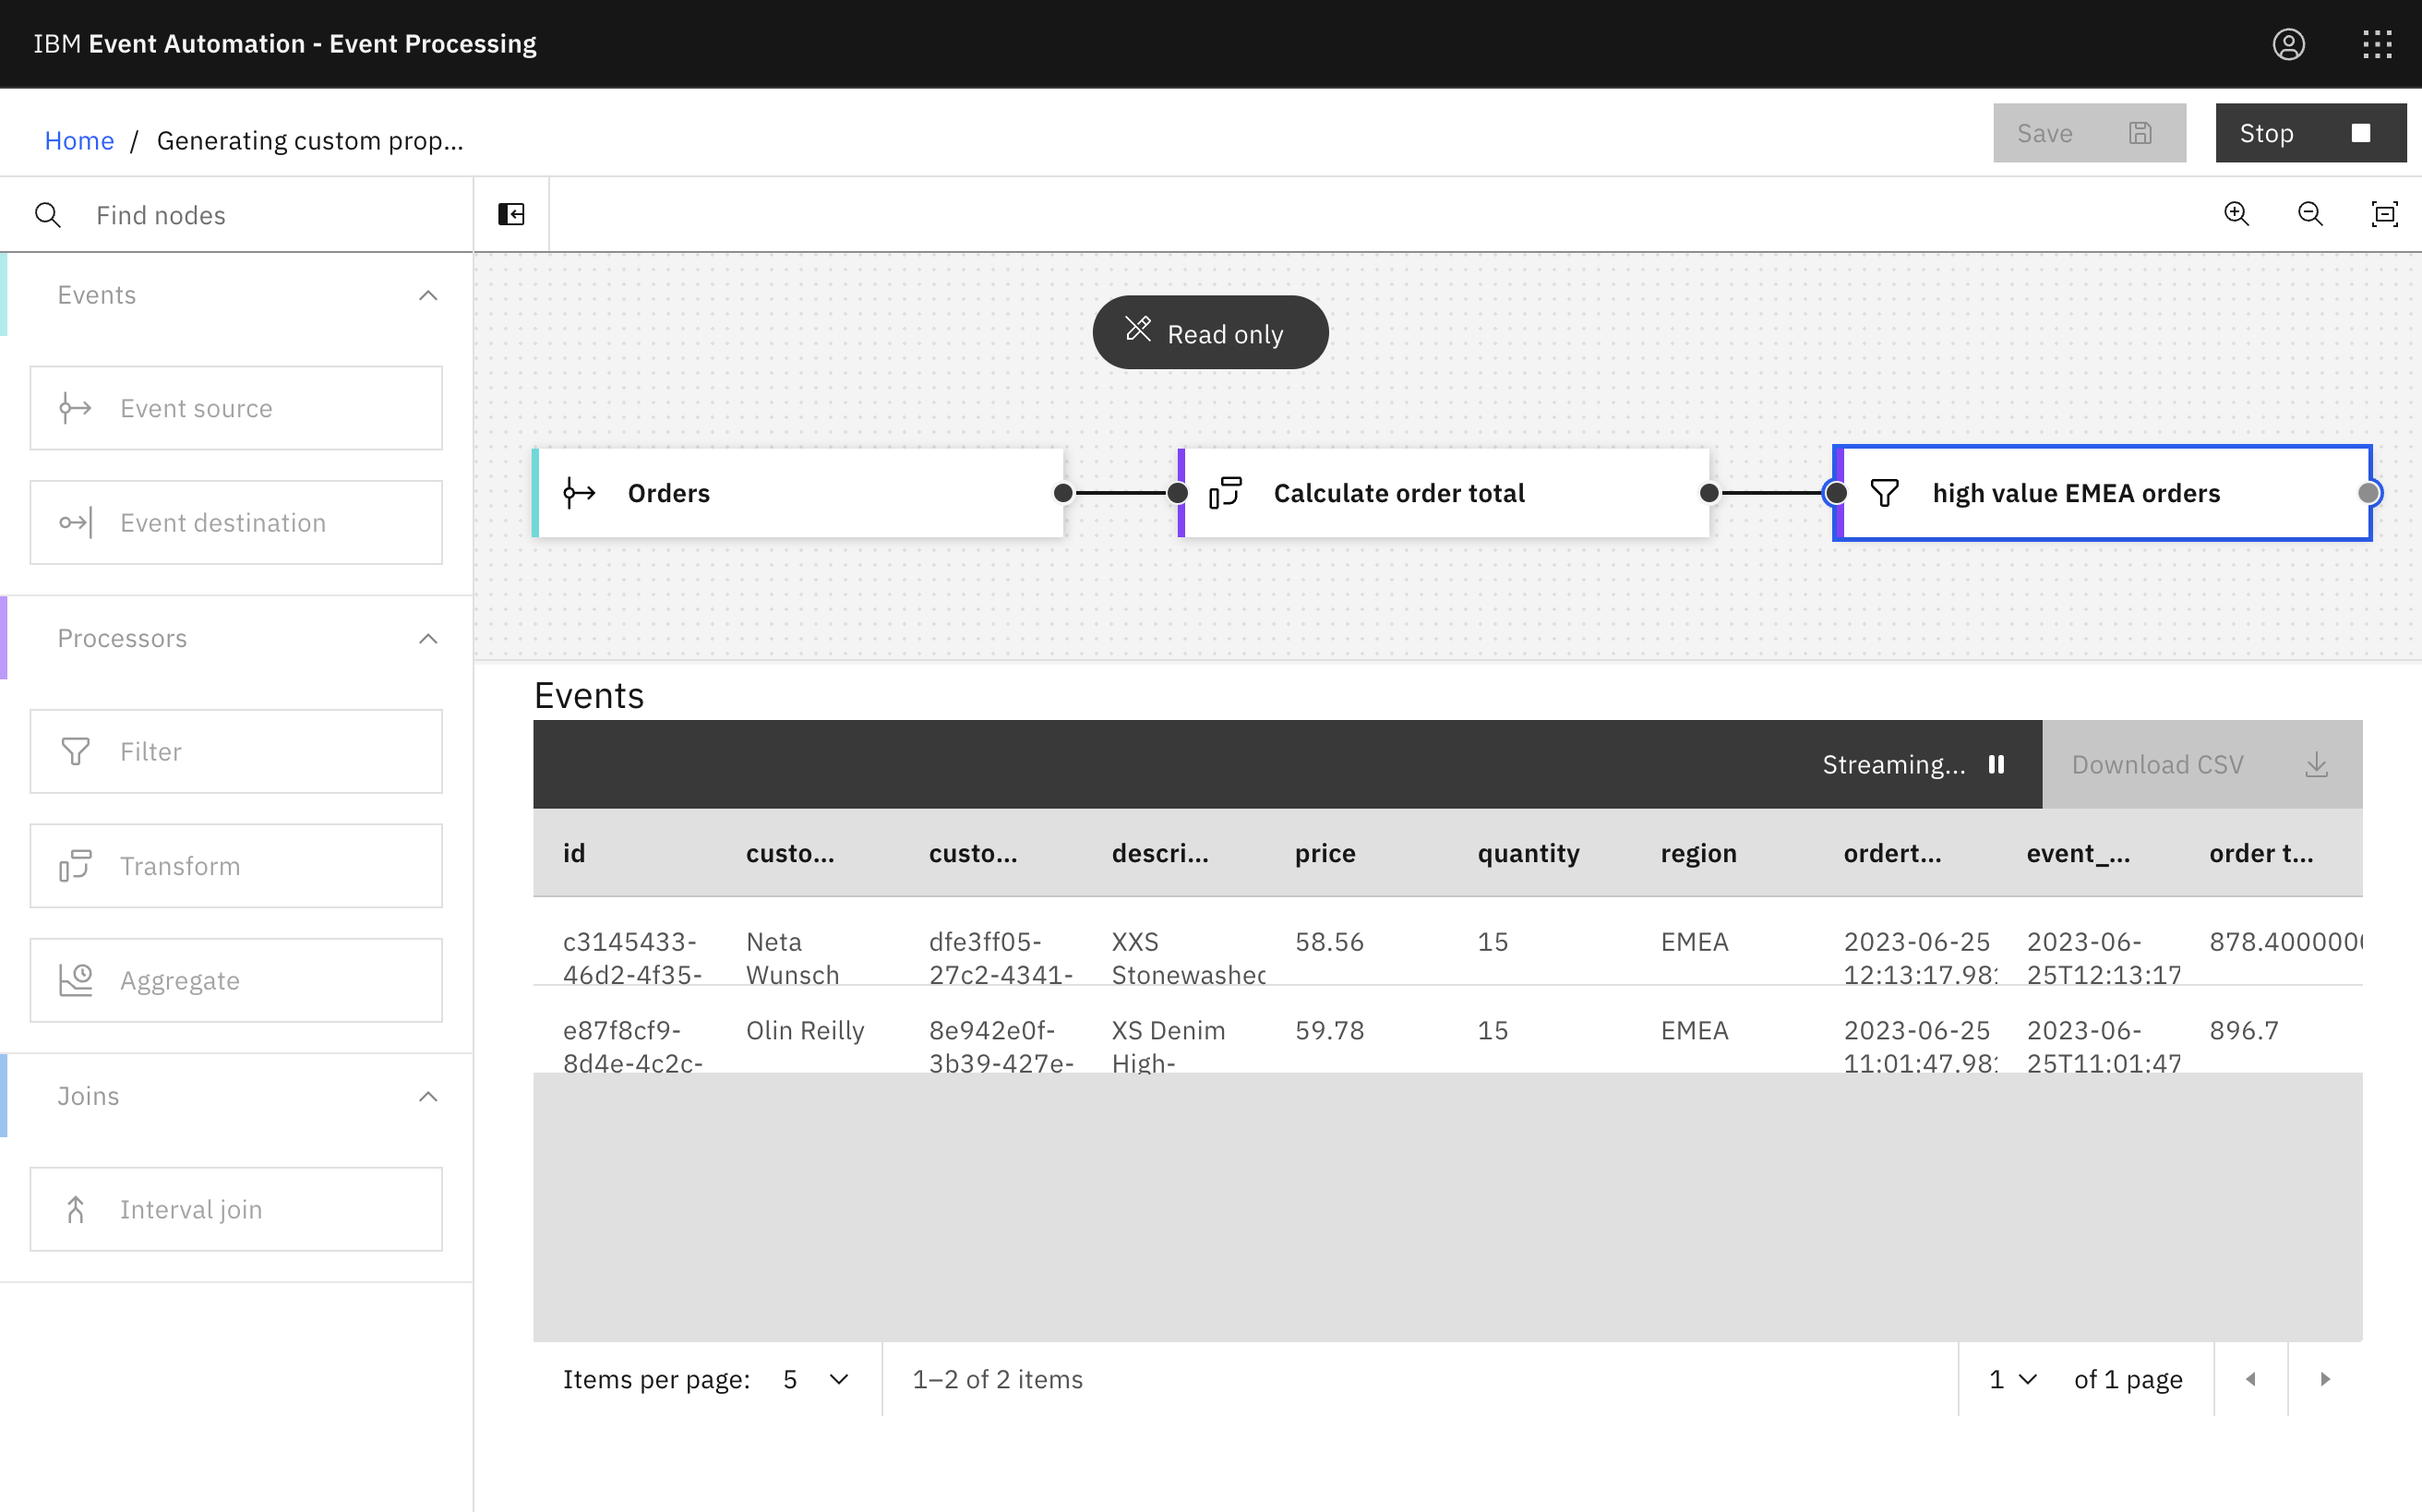 IBM Event Automation - Event Processing
Home / Generating custom prop...
Save
Stop
Find nodes
Events
Event source
Event destination
Processors
Filter
Transform
Aggregate
Joins
Interval join
Read only
Orders
Calculate order total
high value EMEA orders
Events
Streaming...
Download CSV
id custo... custo... descri... price quantity region ordert... event_... order t...
c3145433- Neta dfe3ff05- XXS 58.56 15 EMEA 2023-06-25 2023-06- 878.400000
46d2-4f35- Wunsch 27c2-4341- Stonewashed 12:13:17.98 25T12:13:17
e87f8cf9- Olin Reilly 8e942e0f- XS Denim 59.78 15 EMEA 2023-06-25 2023-06- 896.7
8d4e-4c2c- 3b39-427e- High- 11:01:47.98 25T11:01:47
Items per page: 5 1–2 of 2 items 1 of 1 page